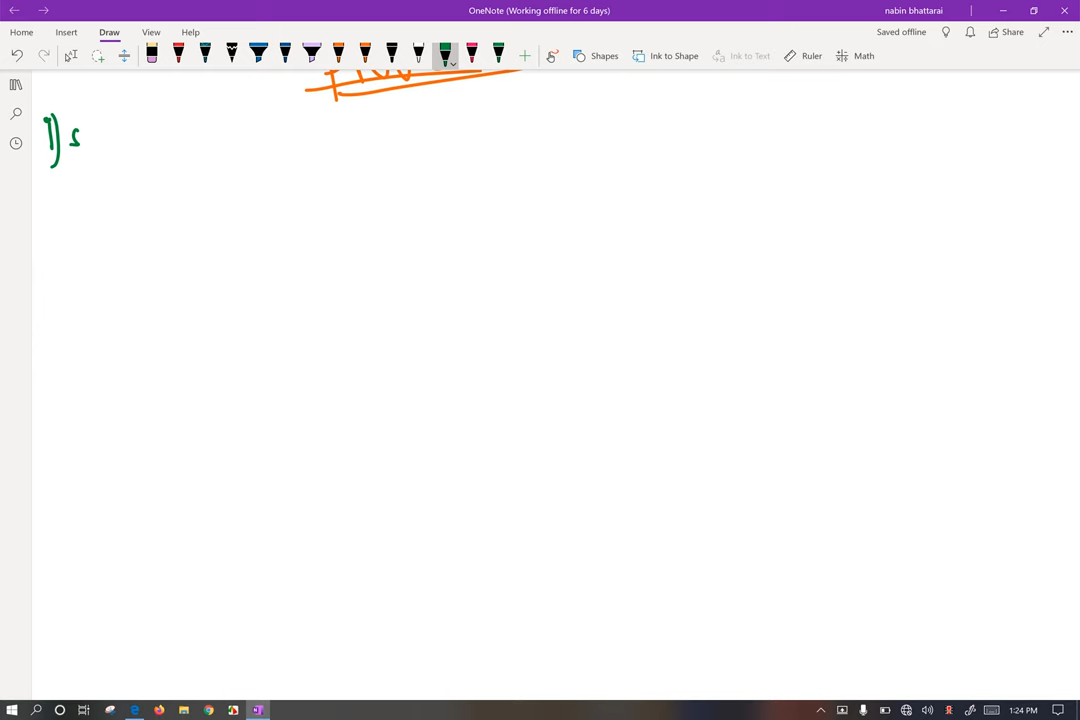 OneNote (Working offline for 6 days)
nabin bhattarai
Home Insert Draw View Help
Saved offline
Share
Shapes
Ink to Shape
Ink to Text
Ruler
Math
1) s
1:24 PM